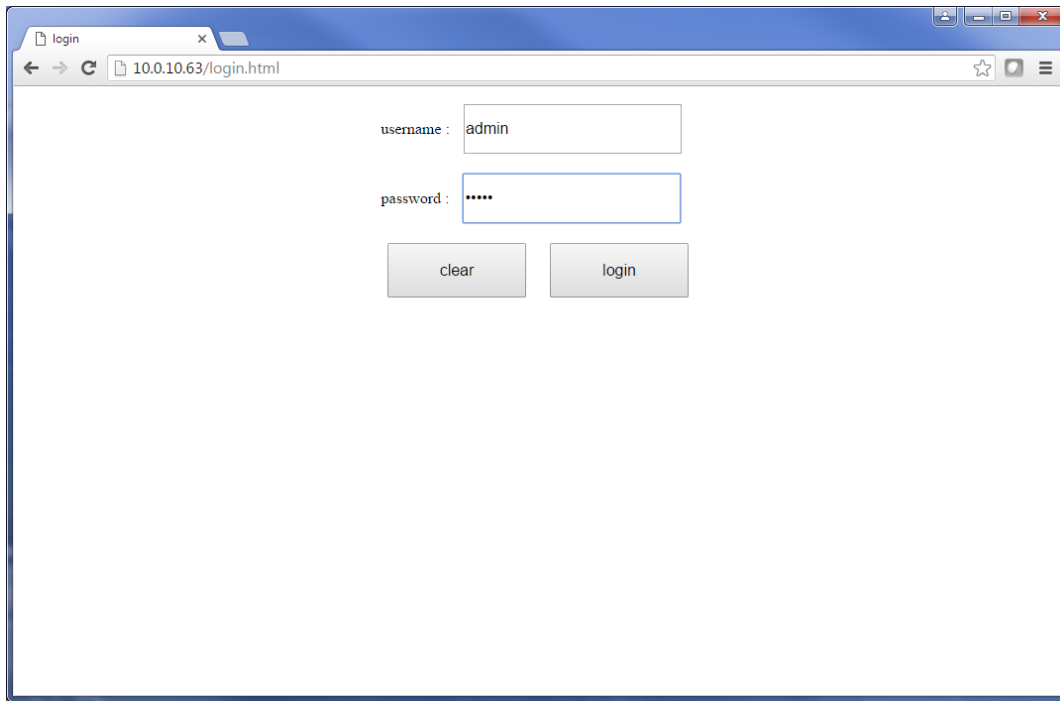 login
10.0.10.63/login.html
username : admin
password : •••••
clear login